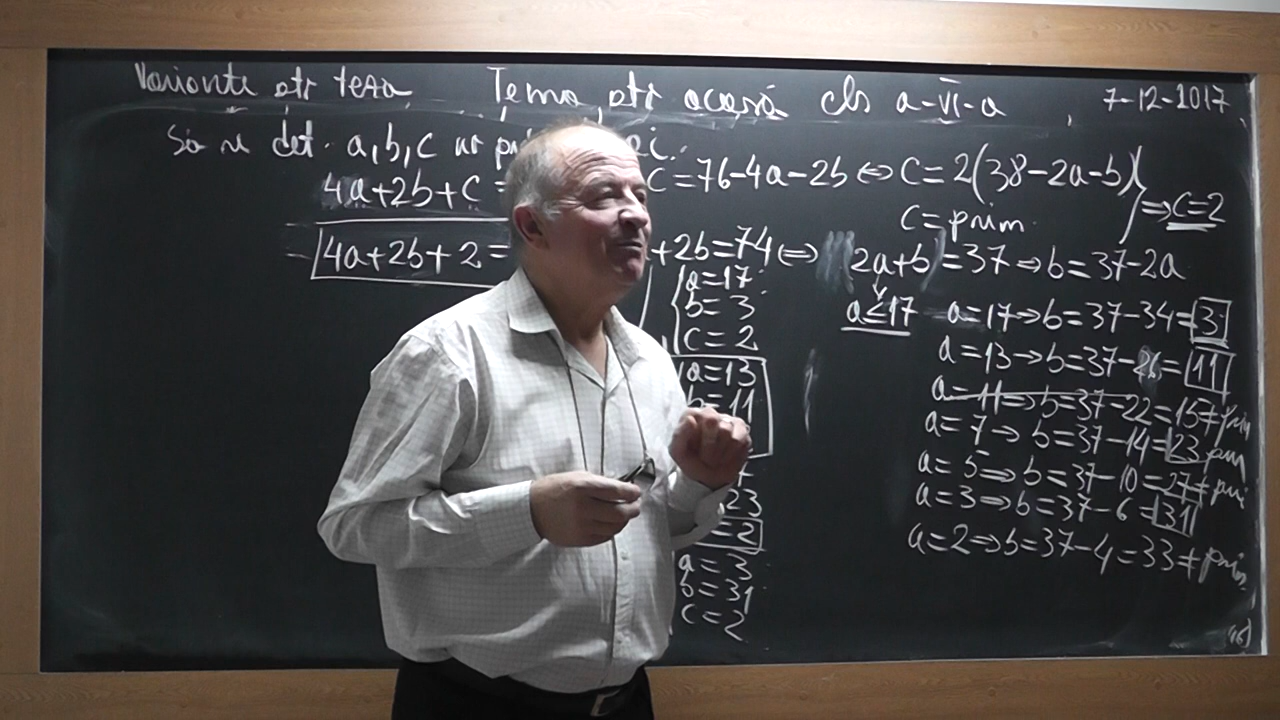 Variante ptr teza Tema ptr acasă cls a-VI-a 7-12-2017
Să se det. a,b,c nr
4a+2b+c= c=76-4a-2b ⇔ c=2(38-2a-b)
c=prim. ⇒c=2
4a+2b+2= +2b=74 ⇔ 2a+b=37 ⇒ b=37-2a
a=17
b=3
c=2
a=13
b=11
23
=2
a=3
b=31
c=2
a≤17 a=17⇒b=37-34=3
a=13⇒b=37-26=11
a=11⇒b=37-22=15≠prim
a=7⇒b=37-14=23 prim
a=5⇒b=37-10=27≠pri
a=3⇒b=37-6=31
a=2⇒b=37-4=33≠prim